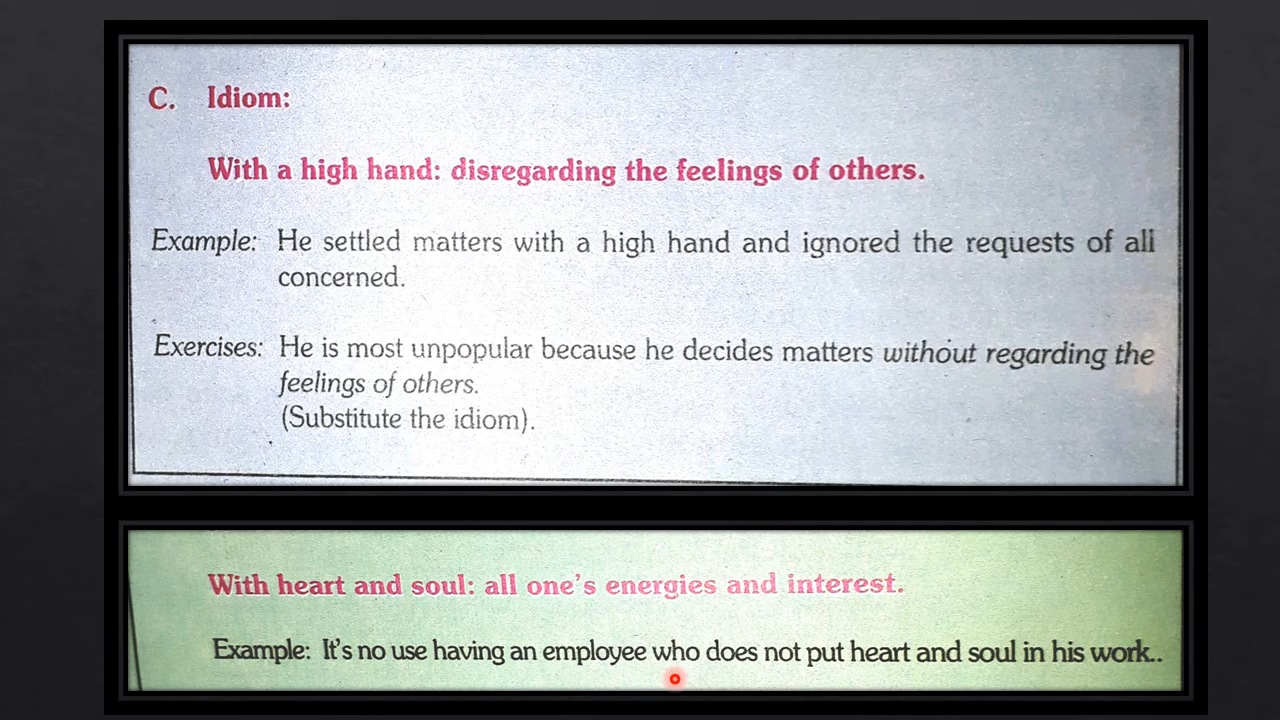 C. Idiom:
With a high hand: disregarding the feelings of others.
Example: He settled matters with a high hand and ignored the requests of all
concerned.
Exercises: He is most unpopular because he decides matters without regarding the
feelings of others.
(Substitute the idiom).
With heart and soul: all one's energies and interest.
Example: It's no use having an employee who does not put heart and soul in his work..